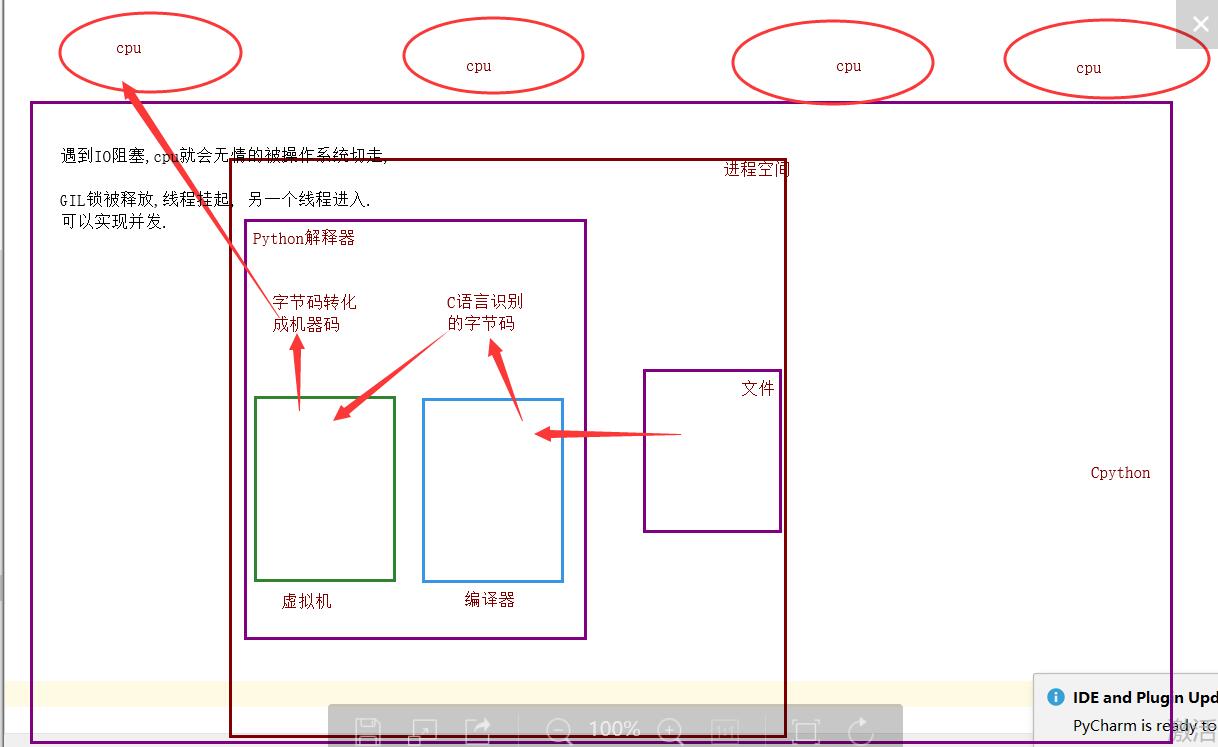 cpu
cpu
cpu
cpu
遇到IO阻塞,cpu就会无情的被操作系统切走,
进程空间
GIL锁被释放,线程挂起, 另一个线程进入.
可以实现并发.
Python解释器
字节码转化
成机器码
C语言识别
的字节码
文件
Cpython
虚拟机
编译器
IDE and Plugin Upd
PyCharm is ready to
激活
100%